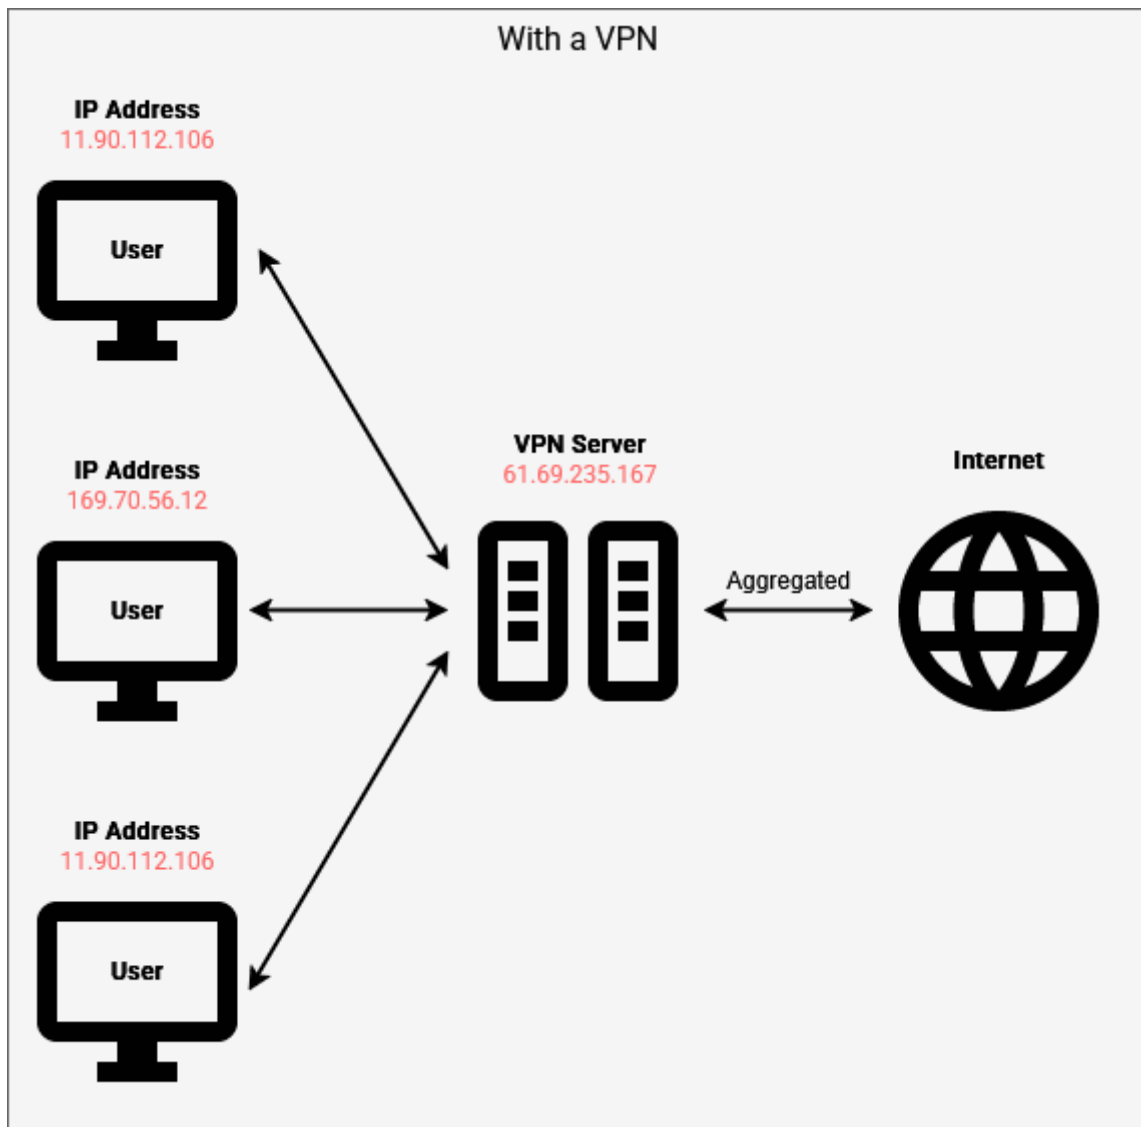 With a VPN
IP Address
11.90.112.106
User
IP Address
169.70.56.12
User
IP Address
11.90.112.106
User
VPN Server
61.69.235.167
Aggregated
Internet